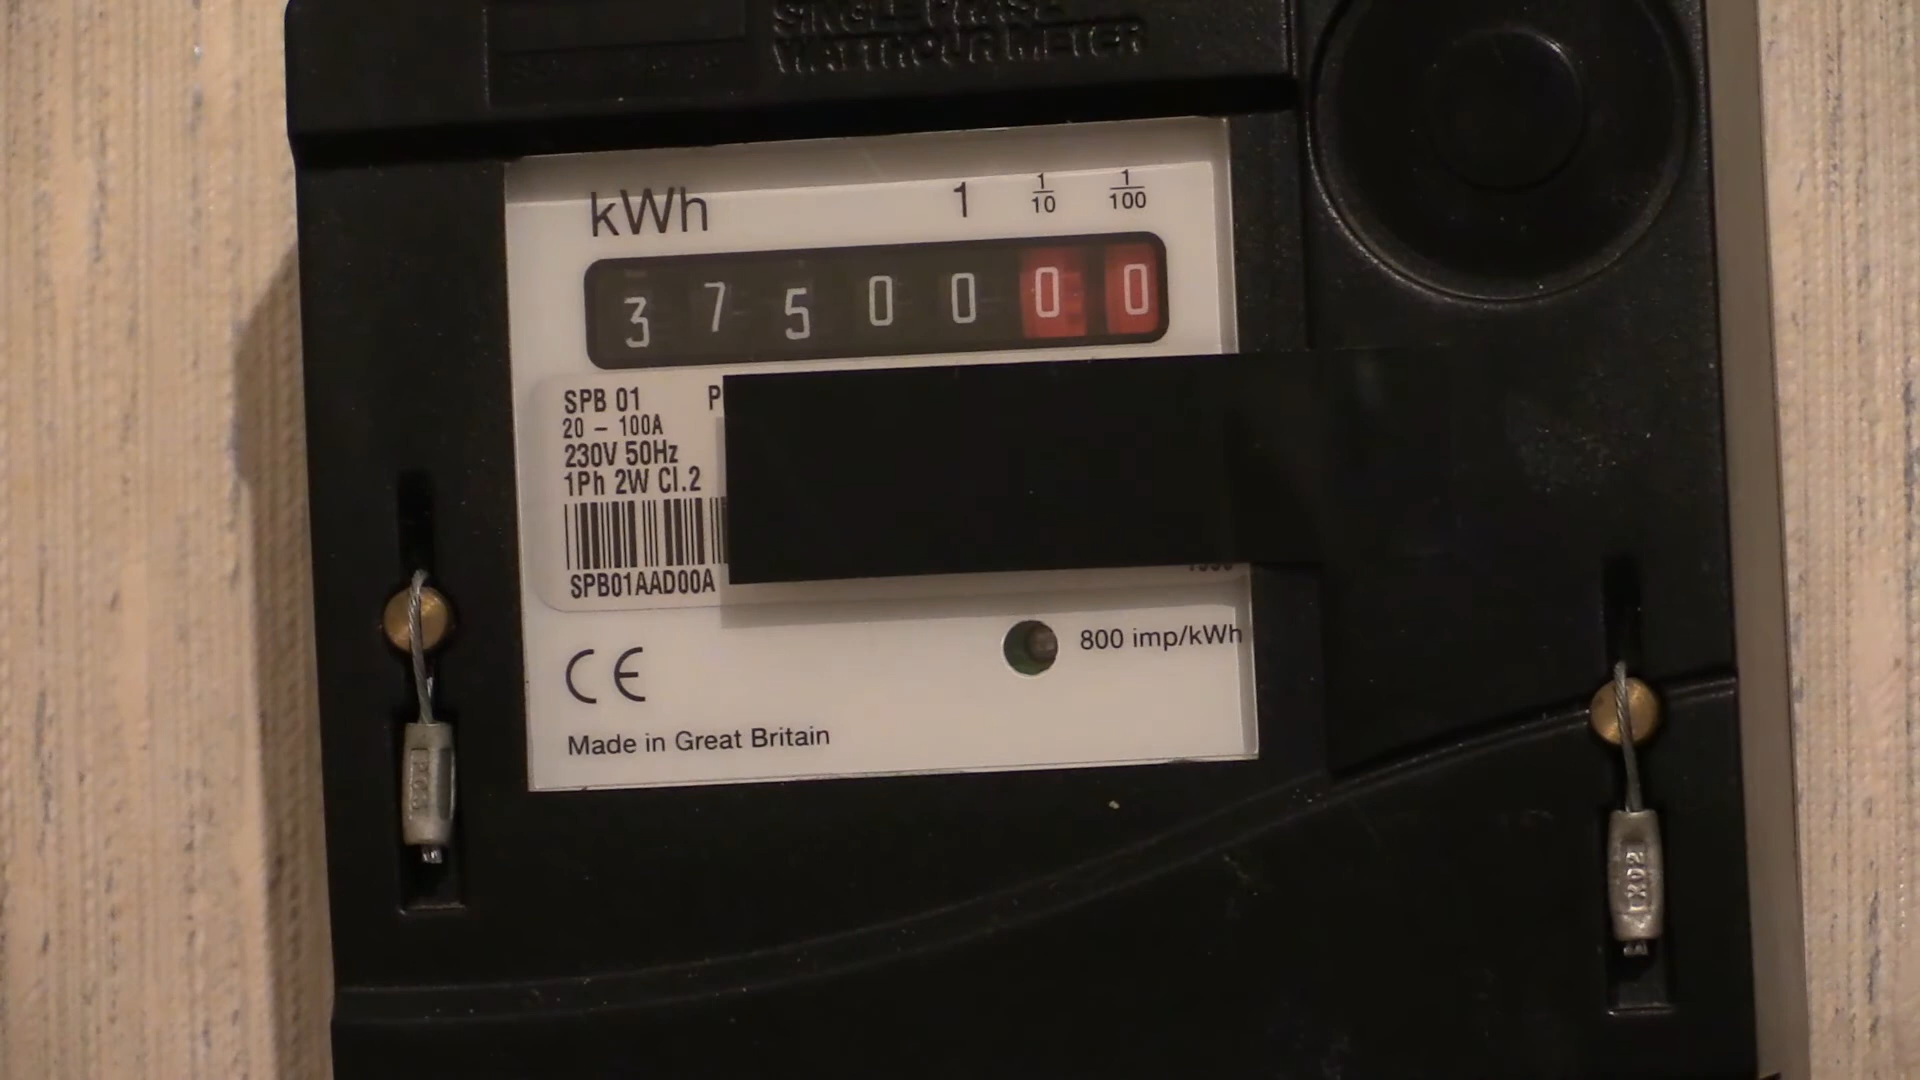 SINGLE PHASE
WATTHOUR METER
kWh 1 1/10 1/100
3 7 5 0 0 0 0
SPB 01 P
20 – 100A
230V 50Hz
1Ph 2W Cl.2
SPB01AAD00A
800 imp/kWh
CE
Made in Great Britain